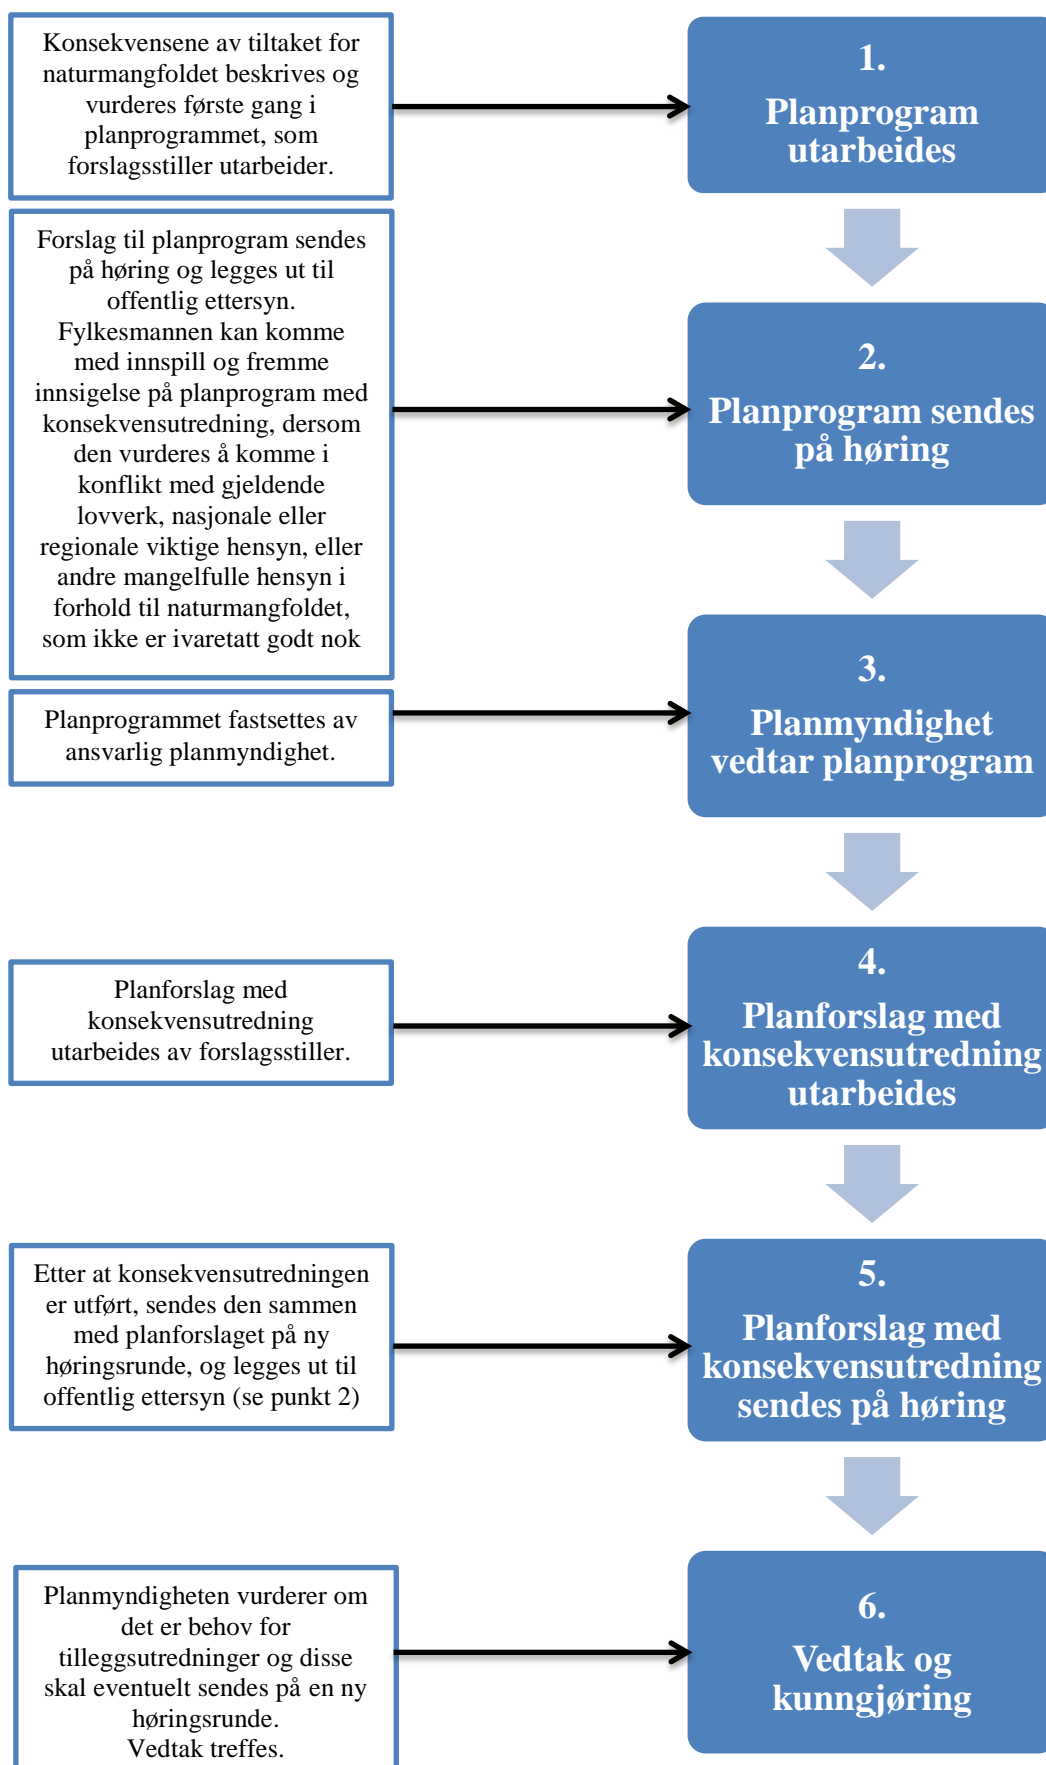 Konsekvensene av tiltaket for
naturmangfoldet beskrives og
vurderes første gang i
planprogrammet, som
forslagsstiller utarbeider.
1.
Planprogram
utarbeides
Forslag til planprogram sendes
på høring og legges ut til
offentlig ettersyn.
Fylkesmannen kan komme
med innspill og fremme
innsigelse på planprogram med
konsekvensutredning, dersom
den vurderes å komme i
konflikt med gjeldende
lovverk, nasjonale eller
regionale viktige hensyn, eller
andre mangelfulle hensyn i
forhold til naturmangfoldet,
som ikke er ivaretatt godt nok
2.
Planprogram sendes
på høring
Planprogrammet fastsettes av
ansvarlig planmyndighet.
3.
Planmyndighet
vedtar planprogram
Planforslag med
konsekvensutredning
utarbeides av forslagsstiller.
4.
Planforslag med
konsekvensutredning
utarbeides
Etter at konsekvensutredningen
er utført, sendes den sammen
med planforslaget på ny
høringsrunde, og legges ut til
offentlig ettersyn (se punkt 2)
5.
Planforslag med
konsekvensutredning
sendes på høring
Planmyndigheten vurderer om
det er behov for
tilleggsutredninger og disse
skal eventuelt sendes på en ny
høringsrunde.
Vedtak treffes.
6.
Vedtak og
kunngjøring